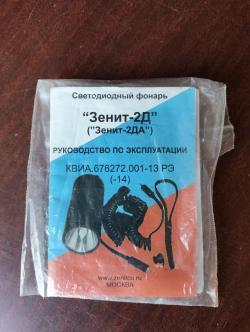 Светодиодный фонарь
"Зенит-2Д"
("Зенит-2ДА")
РУКОВОДСТВО ПО ЭКСПЛУАТАЦИИ
КВИА.676272.001-13 РЭ
(-14)
МОСКВА